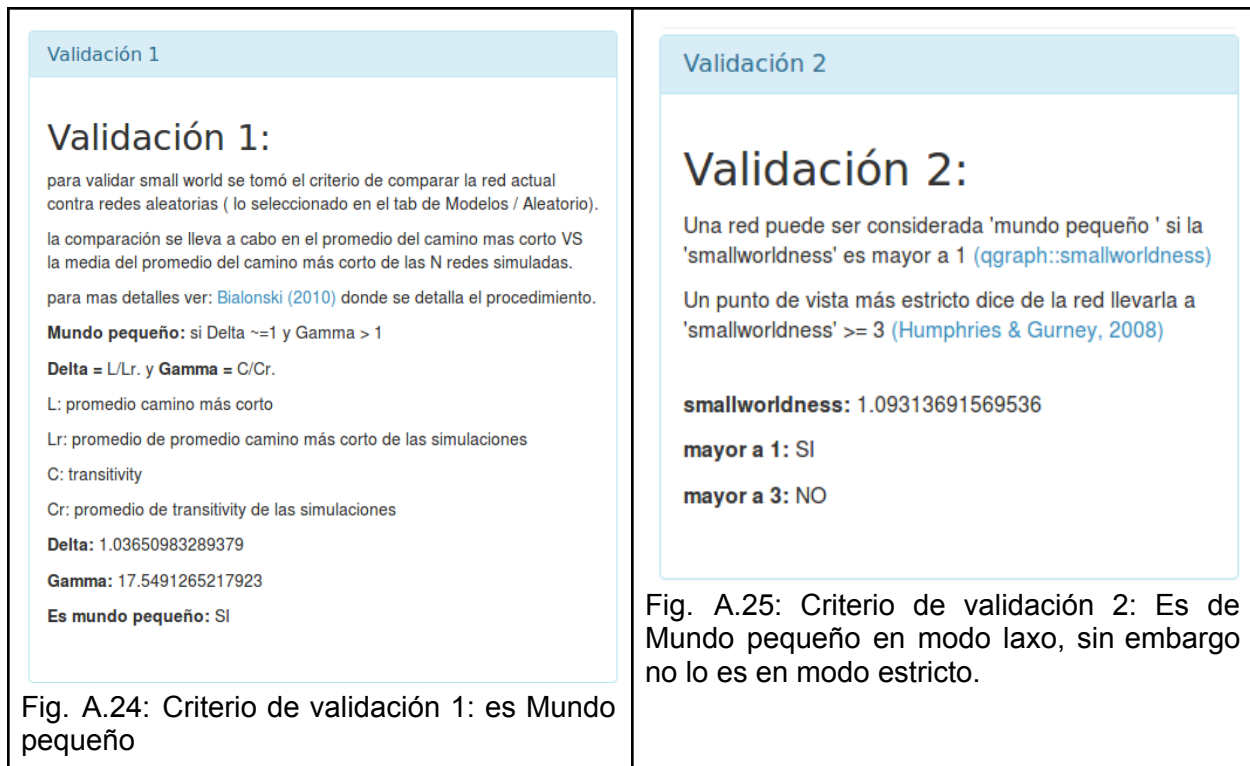 Validación 1
Validación 1:
para validar small world se tomó el criterio de comparar la red actual
contra redes aleatorias ( lo seleccionado en el tab de Modelos / Aleatorio).
la comparación se lleva a cabo en el promedio del camino mas corto VS
la media del promedio del camino más corto de las N redes simuladas.
para mas detalles ver: Bialonski (2010) donde se detalla el procedimiento.
Mundo pequeño: si Delta ~=1 y Gamma > 1
Delta = L/Lr. y Gamma = C/Cr.
L: promedio camino más corto
Lr: promedio de promedio camino más corto de las simulaciones
C: transitivity
Cr: promedio de transitivity de las simulaciones
Delta: 1.03650983289379
Gamma: 17.5491265217923
Es mundo pequeño: SI
Fig. A.24: Criterio de validación 1: es Mundo
pequeño
Validación 2
Validación 2:
Una red puede ser considerada 'mundo pequeño ' si la
'smallworldness' es mayor a 1 (qgraph::smallworldness)
Un punto de vista más estricto dice de la red llevarla a
'smallworldness' >= 3 (Humphries & Gurney, 2008)
smallworldness: 1.09313691569536
mayor a 1: SI
mayor a 3: NO
Fig. A.25: Criterio de validación 2: Es de
Mundo pequeño en modo laxo, sin embargo
no lo es en modo estricto.